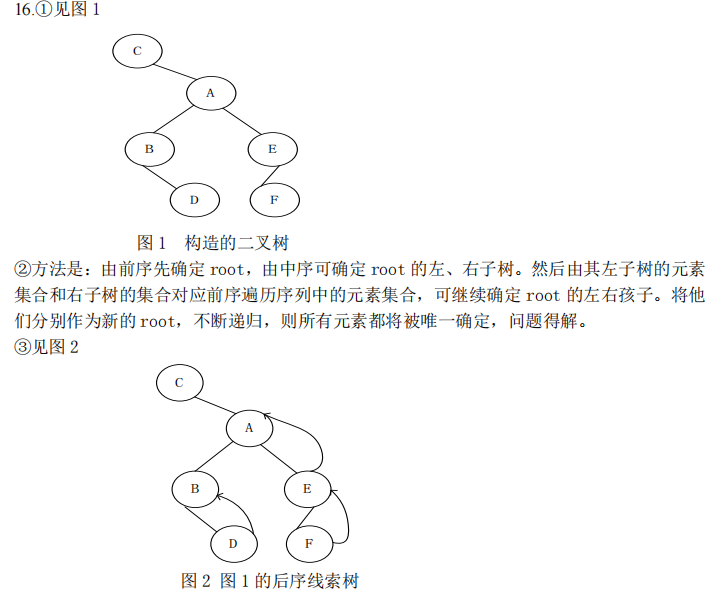 16.①见图 1
C
A
B
E
D
F
图 1 构造的二叉树
②方法是：由前序先确定 root，由中序可确定 root 的左、右子树。然后由其左子树的元素
集合和右子树的集合对应前序遍历序列中的元素集合，可继续确定 root 的左右孩子。将他
们分别作为新的 root，不断递归，则所有元素都将被唯一确定，问题得解。
③见图 2
C
A
B
E
D
F
图 2 图 1 的后序线索树